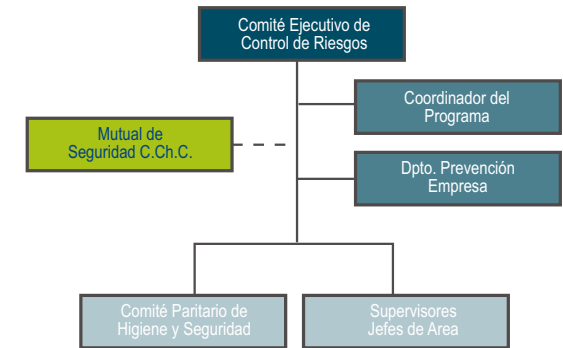 Comité Ejecutivo de
Control de Riesgos
Coordinador del
Programa
Mutual de
Seguridad C.Ch.C.
Dpto. Prevención
Empresa
Comité Paritario de
Higiene y Seguridad
Supervisores
Jefes de Area